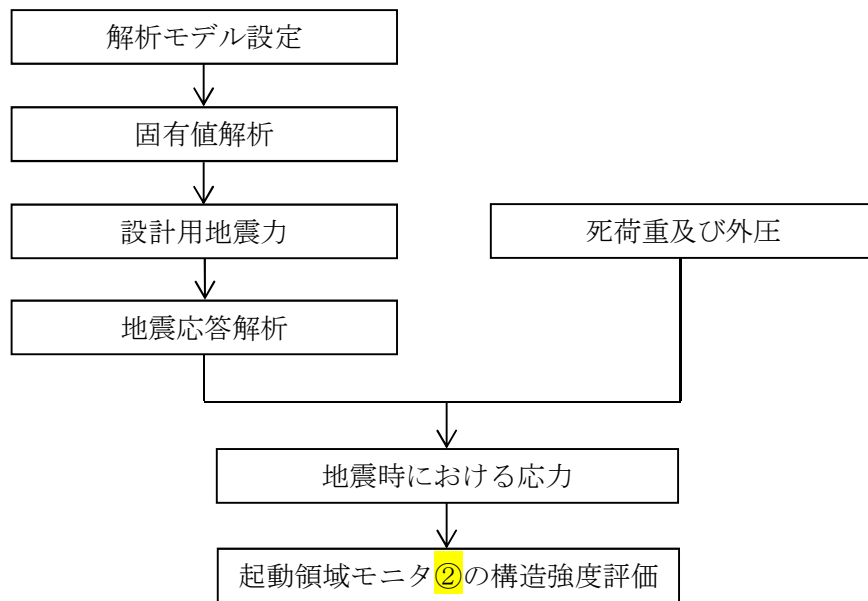 解析モデル設定
固有値解析
設計用地震力
死荷重及び外圧
地震応答解析
地震時における応力
起動領域モニタ②の構造強度評価